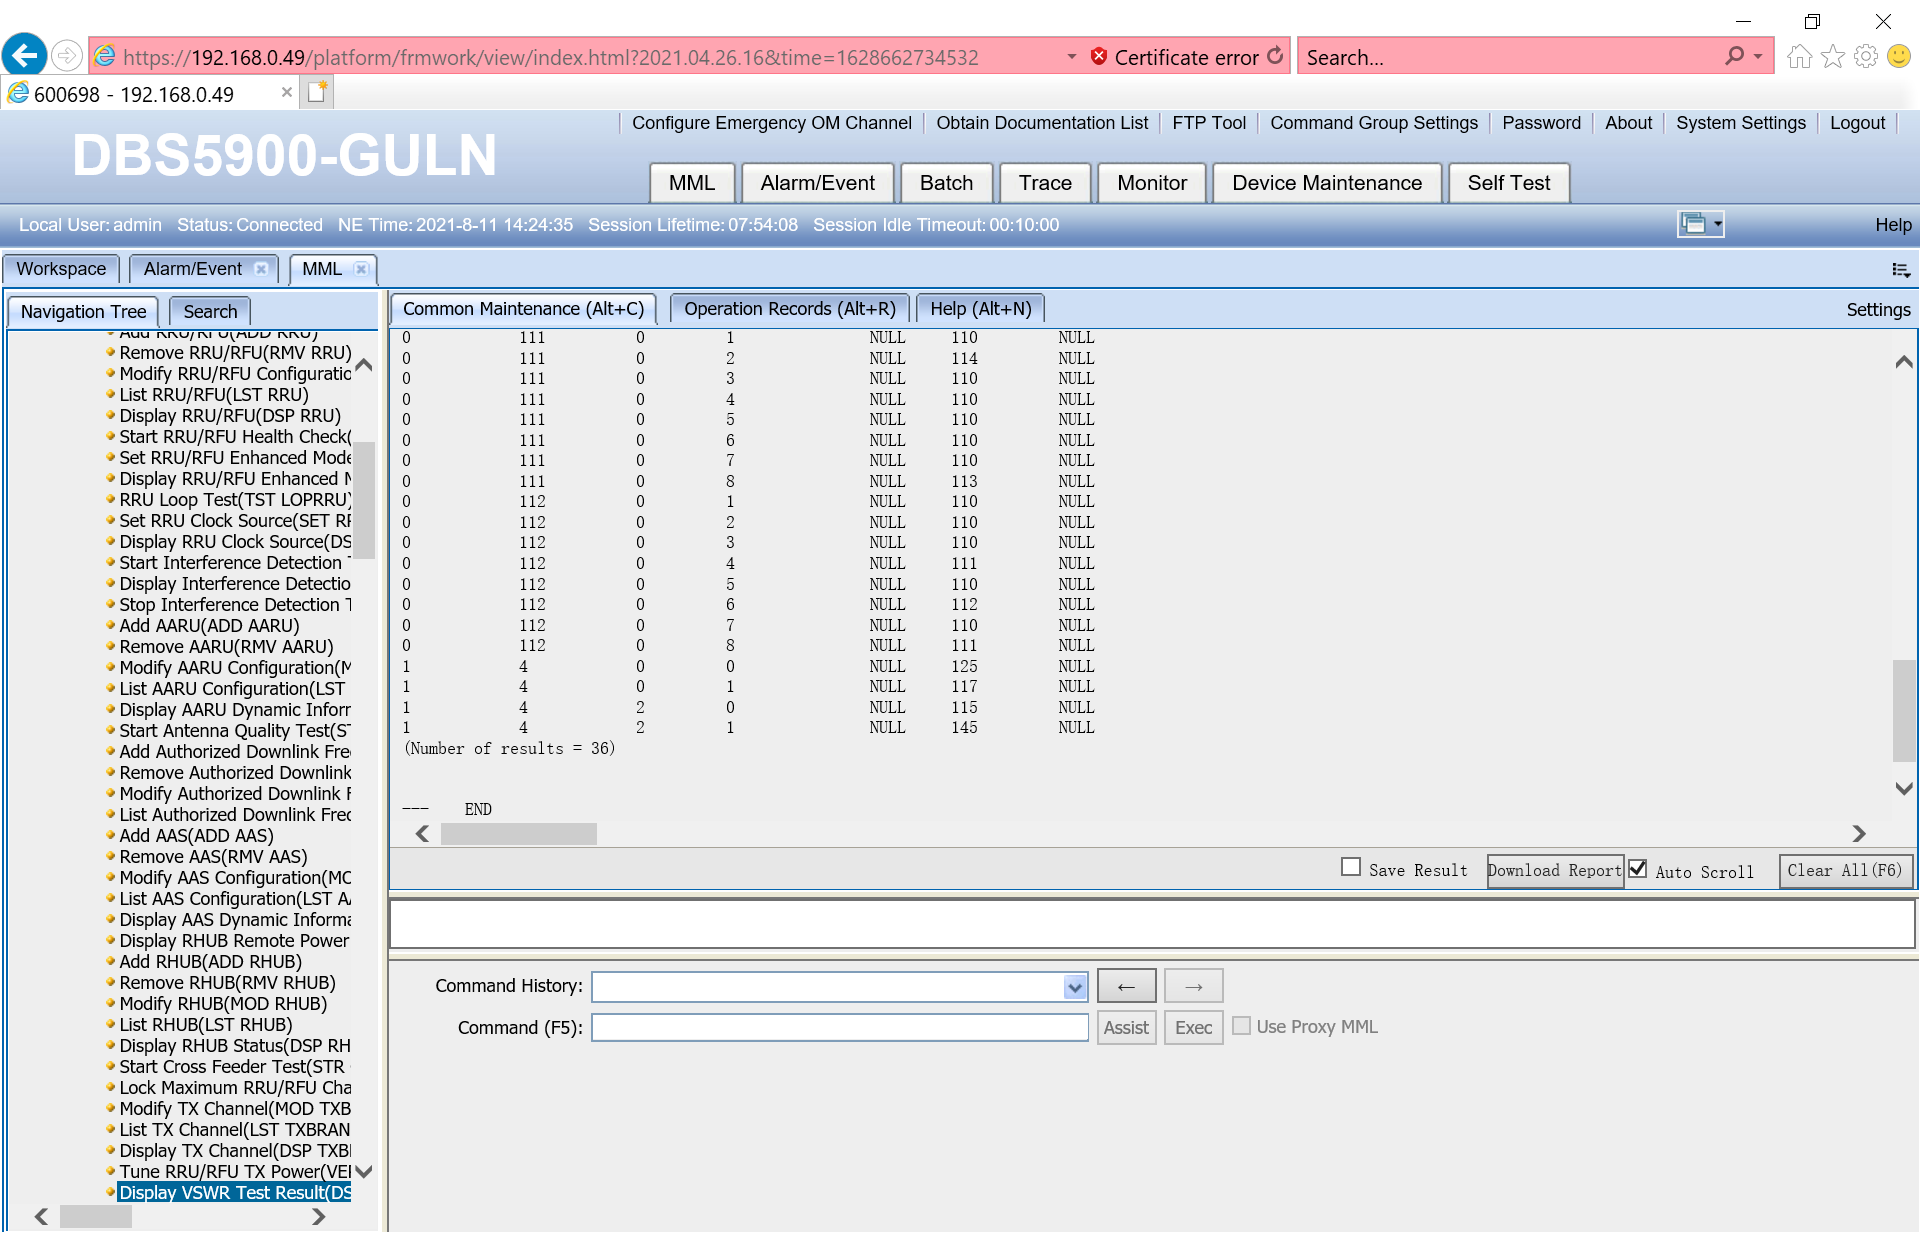 https://192.168.0.49/platform/frmwork/view/index.html?2021.04.26.16&time=1628662734532 Certificate error Search...
600698 - 192.168.0.49
Configure Emergency OM Channel Obtain Documentation List FTP Tool Command Group Settings Password About System Settings Logout
DBS5900-GULN
MML Alarm/Event Batch Trace Monitor Device Maintenance Self Test
Local User: admin Status: Connected NE Time: 2021-8-11 14:24:35 Session Lifetime: 07:54:08 Session Idle Timeout: 00:10:00 Help
Workspace Alarm/Event MML
Navigation Tree Search
Add RRU/RFU(ADD RRU)
Remove RRU/RFU(RMV RRU)
Modify RRU/RFU Configuratio
List RRU/RFU(LST RRU)
Display RRU/RFU(DSP RRU)
Start RRU/RFU Health Check(
Set RRU/RFU Enhanced Mode
Display RRU/RFU Enhanced
RRU Loop Test(TST LOPRRU)
Set RRU Clock Source(SET
Display RRU Clock Source(DS
Start Interference Detection
Display Interference Detectio
Stop Interference Detection
Add AARU(ADD AARU)
Remove AARU(RMV AARU)
Modify AARU Configuration(M
List AARU Configuration(LST
Display AARU Dynamic Inforr
Start Antenna Quality Test(S
Add Authorized Downlink Fre
Remove Authorized Downlink
Modify Authorized Downlink
List Authorized Downlink Fre
Add AAS(ADD AAS)
Remove AAS(RMV AAS)
Modify AAS Configuration(MO
List AAS Configuration(LST A
Display AAS Dynamic Informa
Display RHUB Remote Power
Add RHUB(ADD RHUB)
Remove RHUB(RMV RHUB)
Modify RHUB(MOD RHUB)
List RHUB(LST RHUB)
Display RHUB Status(DSP RH
Start Cross Feeder Test(STR
Lock Maximum RRU/RFU Cha
Modify TX Channel(MOD TXB
List TX Channel(LST TXBRAN
Display TX Channel(DSP TXB
Tune RRU/RFU TX Power(VE
Display VSWR Test Result(DS
Common Maintenance (Alt+C) Operation Records (Alt+R) Help (Alt+N) Settings
0 111 0 1 NULL 110 NULL
0 111 0 2 NULL 114 NULL
0 111 0 3 NULL 110 NULL
0 111 0 4 NULL 110 NULL
0 111 0 5 NULL 110 NULL
0 111 0 6 NULL 110 NULL
0 111 0 7 NULL 110 NULL
0 111 0 8 NULL 113 NULL
0 112 0 1 NULL 110 NULL
0 112 0 2 NULL 110 NULL
0 112 0 3 NULL 110 NULL
0 112 0 4 NULL 111 NULL
0 112 0 5 NULL 110 NULL
0 112 0 6 NULL 112 NULL
0 112 0 7 NULL 110 NULL
0 112 0 8 NULL 111 NULL
1 4 0 0 NULL 125 NULL
1 4 0 1 NULL 117 NULL
1 4 2 0 NULL 115 NULL
1 4 2 1 NULL 145 NULL
(Number of results = 36)
--- END
Save Result Download Report Auto Scroll Clear All(F6)
Command History: ← →
Command (F5): Assist Exec Use Proxy MML